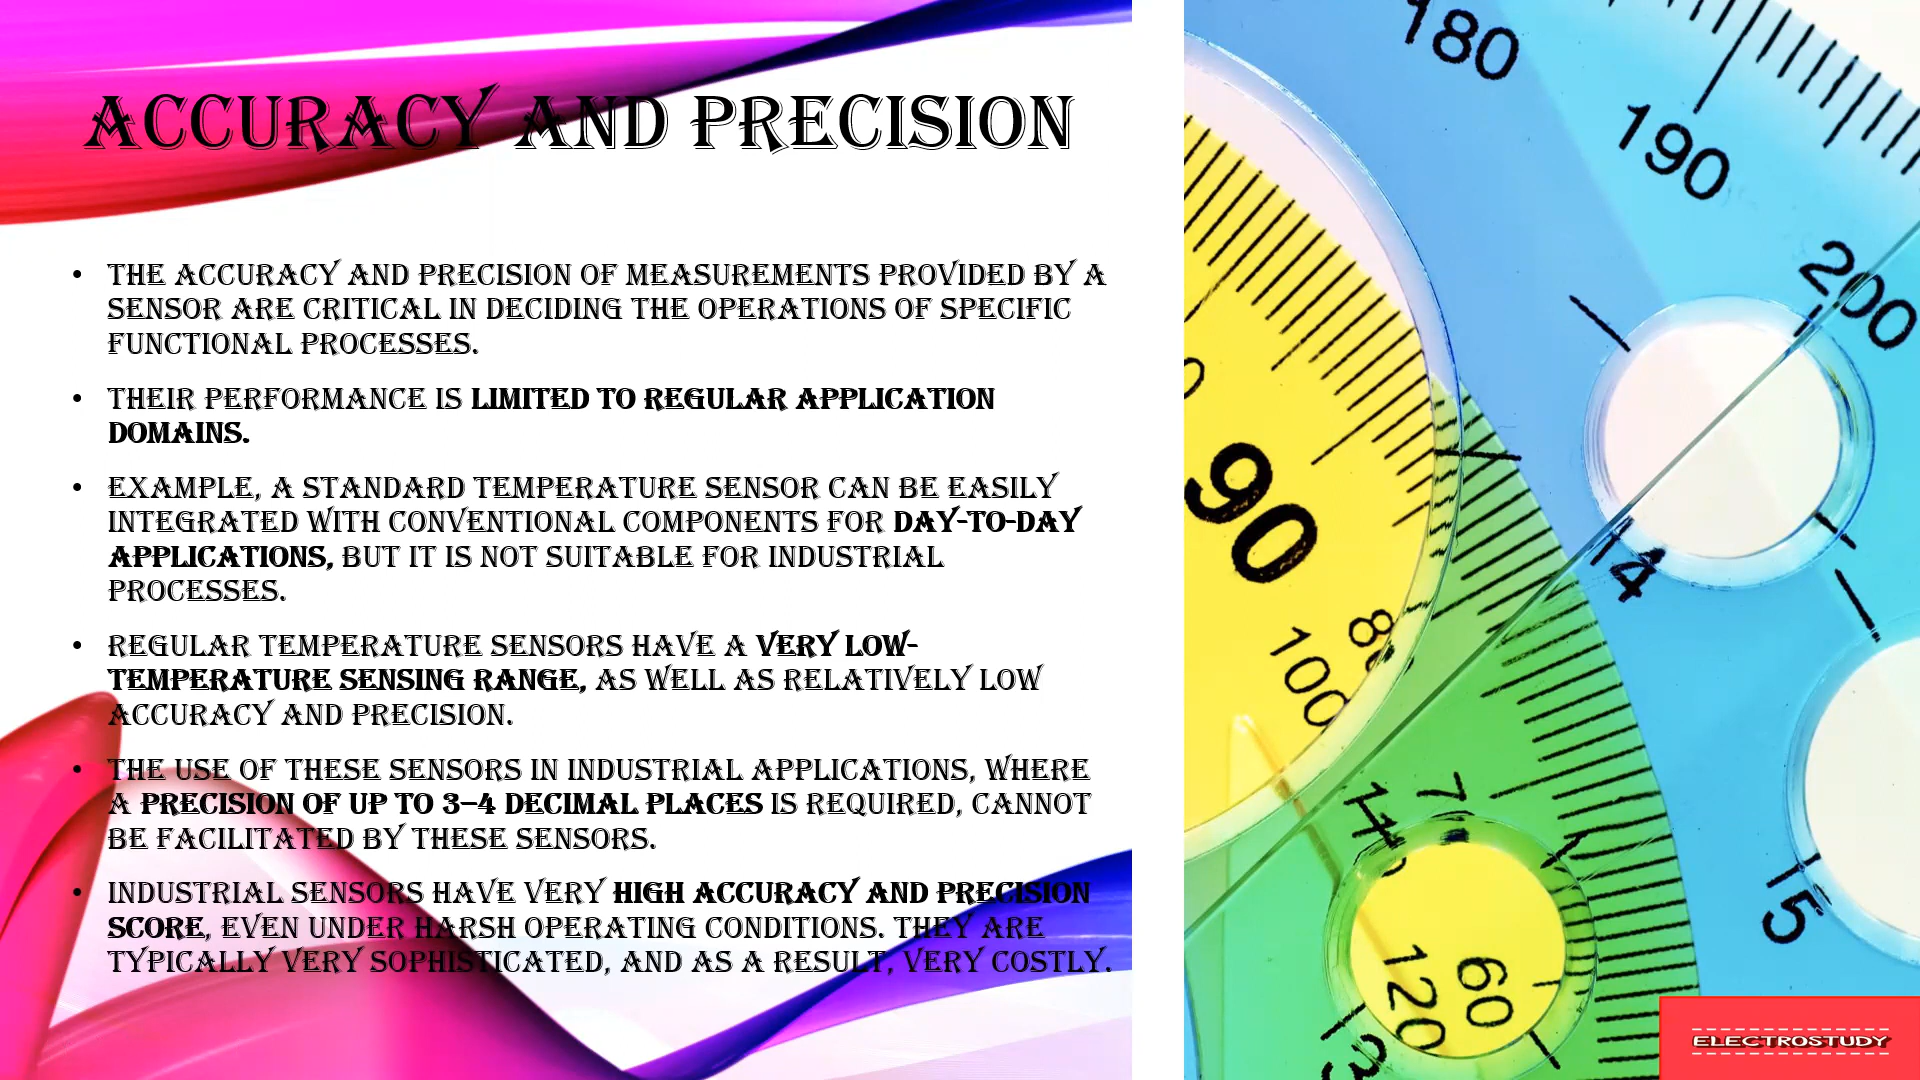 ACCURACY AND PRECISION
• THE ACCURACY AND PRECISION OF MEASUREMENTS PROVIDED BY A
SENSOR ARE CRITICAL IN DECIDING THE OPERATIONS OF SPECIFIC
FUNCTIONAL PROCESSES.
• THEIR PERFORMANCE IS LIMITED TO REGULAR APPLICATION
DOMAINS.
• EXAMPLE, A STANDARD TEMPERATURE SENSOR CAN BE EASILY
INTEGRATED WITH CONVENTIONAL COMPONENTS FOR DAY-TO-DAY
APPLICATIONS, BUT IT IS NOT SUITABLE FOR INDUSTRIAL
PROCESSES.
• REGULAR TEMPERATURE SENSORS HAVE A VERY LOW-
TEMPERATURE SENSING RANGE, AS WELL AS RELATIVELY LOW
ACCURACY AND PRECISION.
• THE USE OF THESE SENSORS IN INDUSTRIAL APPLICATIONS, WHERE
A PRECISION OF UP TO 3–4 DECIMAL PLACES IS REQUIRED, CANNOT
BE FACILITATED BY THESE SENSORS.
• INDUSTRIAL SENSORS HAVE VERY HIGH ACCURACY AND PRECISION
SCORE, EVEN UNDER HARSH OPERATING CONDITIONS. THEY ARE
TYPICALLY VERY SOPHISTICATED, AND AS A RESULT, VERY COSTLY.
180
190
200
90
100
14
15
60
120
13
ELECTROSTUDY